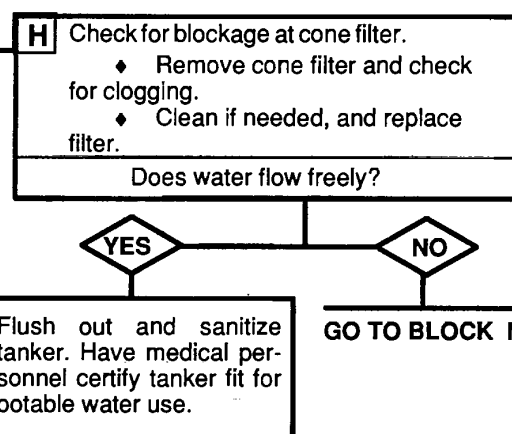 H Check for blockage at cone filter.
♦ Remove cone filter and check
for clogging.
♦ Clean if needed, and replace
filter.
Does water flow freely?
YES
NO
Flush out and sanitize
tanker. Have medical per-
sonnel certify tanker fit for
potable water use.
GO TO BLOCK